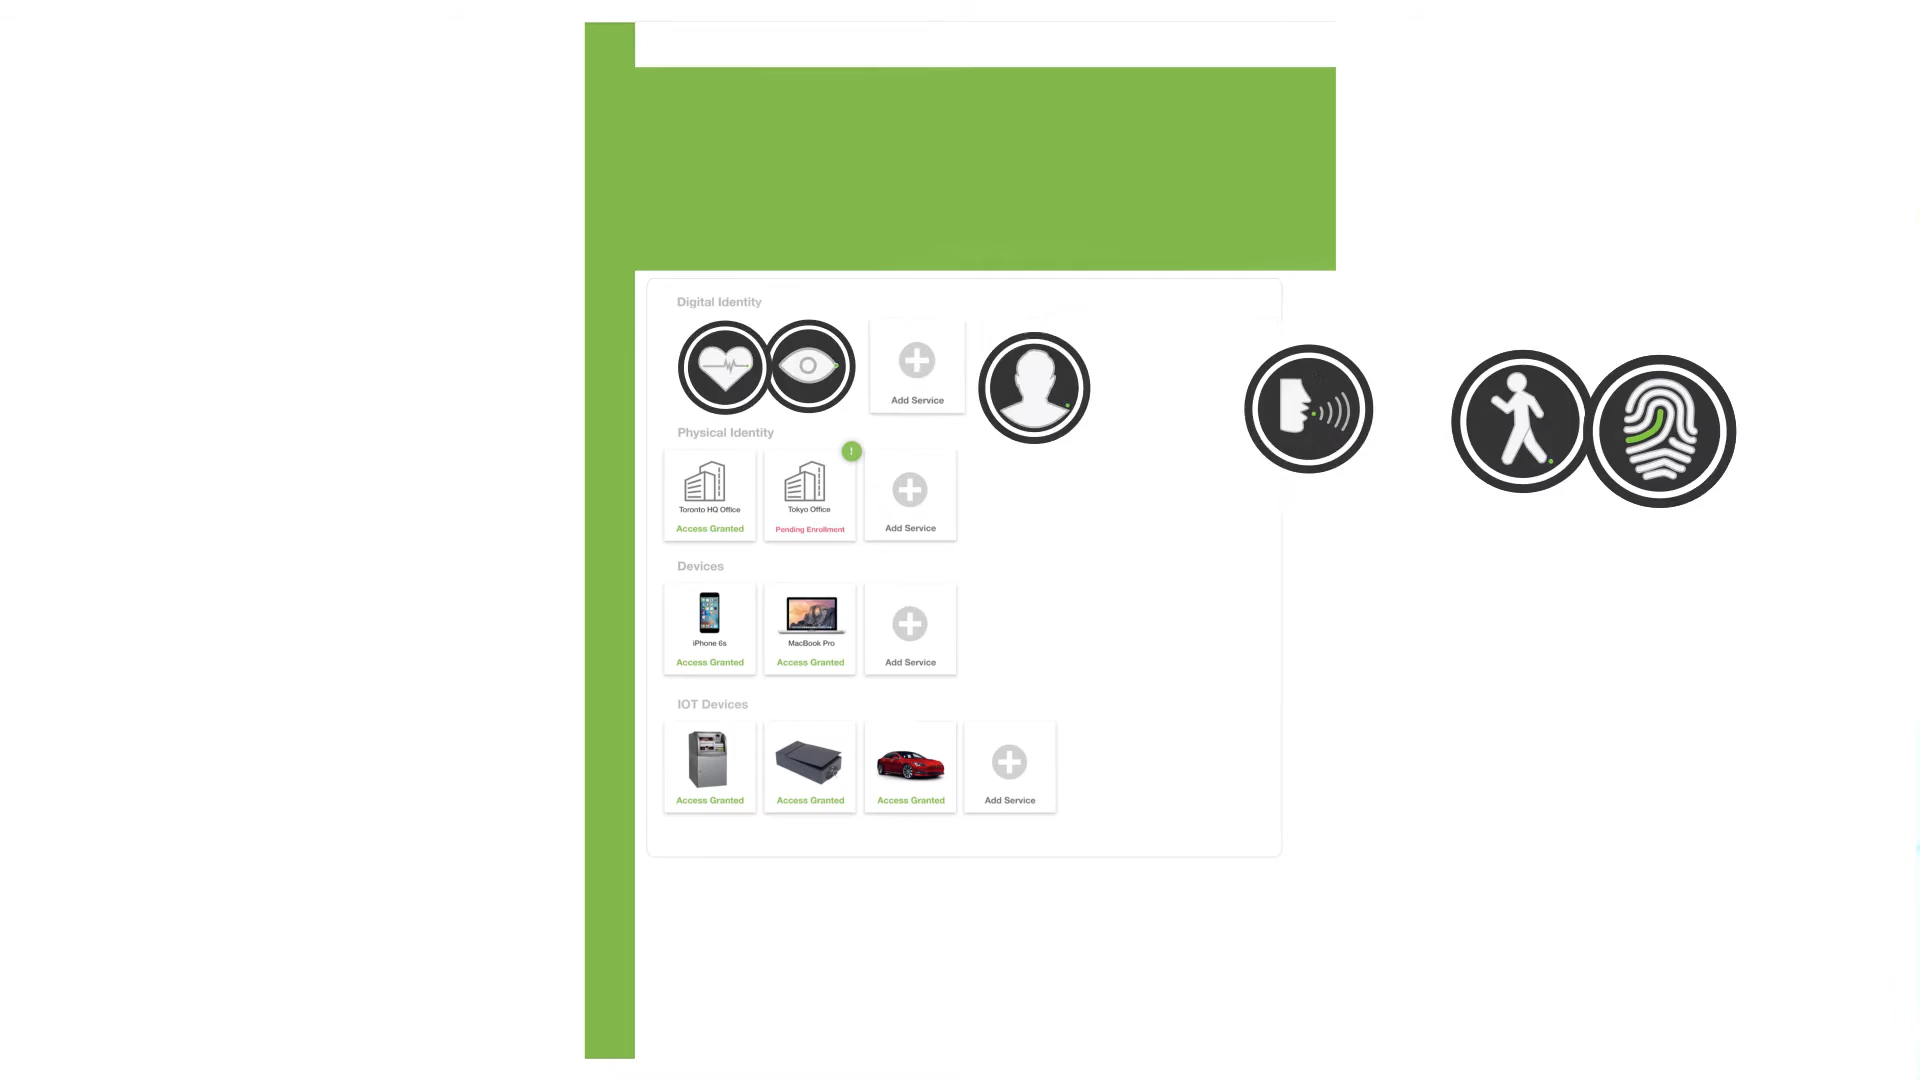 Digital Identity
Add Service
Physical Identity
!
Toronto HQ Office
Access Granted
Tokyo Office
Pending Enrollment
Add Service
Devices
iPhone 6s
Access Granted
MacBook Pro
Access Granted
Add Service
IOT Devices
Access Granted
Access Granted
Access Granted
Add Service